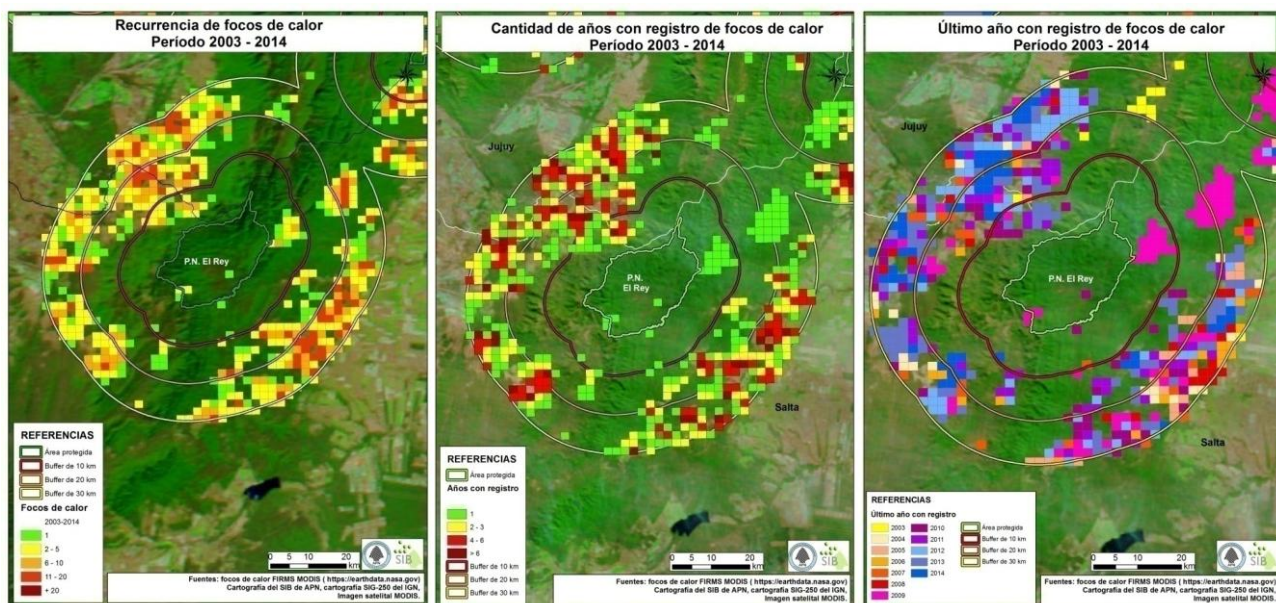 Recurrencia de focos de calor
Período 2003 - 2014
P.N. El Rey
REFERENCIAS
Área protegida
Buffer de 10 km
Buffer de 20 km
Buffer de 30 km
Focos de calor
2003-2014
1
2 - 5
6 - 10
11 - 20
+ 20
0 5 10 20
km
SIB
Fuentes: focos de calor FIRMS MODIS ( https://earthdata.nasa.gov)
Cartografía del SIB de APN, cartografía SIG-250 del IGN,
Imagen satelital MODIS.
Cantidad de años con registro de focos de calor
Período 2003 - 2014
Jujuy
P.N.
El Rey
Salta
REFERENCIAS
Área protegida
Años con registro
1
2 - 3
4 - 6
> 6
Buffer de 10 km
Buffer de 20 km
Buffer de 30 km
0 5 10 20
km
SIB
Fuentes: focos de calor FIRMS MODIS ( https://earthdata.nasa.gov)
Cartografía del SIB de APN, cartografía SIG-250 del IGN,
Imagen satelital MODIS.
Último año con registro de focos de calor
Período 2003 - 2014
Jujuy
P.N. El Rey
Salta
REFERENCIAS
Último año con registro
2003
2004
2005
2006
2007
2008
2009
2010
2011
2012
2013
2014
Área protegida
Buffer de 10 km
Buffer de 20 km
Buffer de 30 km
0 5 10 20
km
SIB
Fuentes: focos de calor FIRMS MODIS ( https://earthdata.nasa.gov)
Cartografía del SIB de APN, cartografía SIG-250 del IGN,
Imagen satelital MODIS.